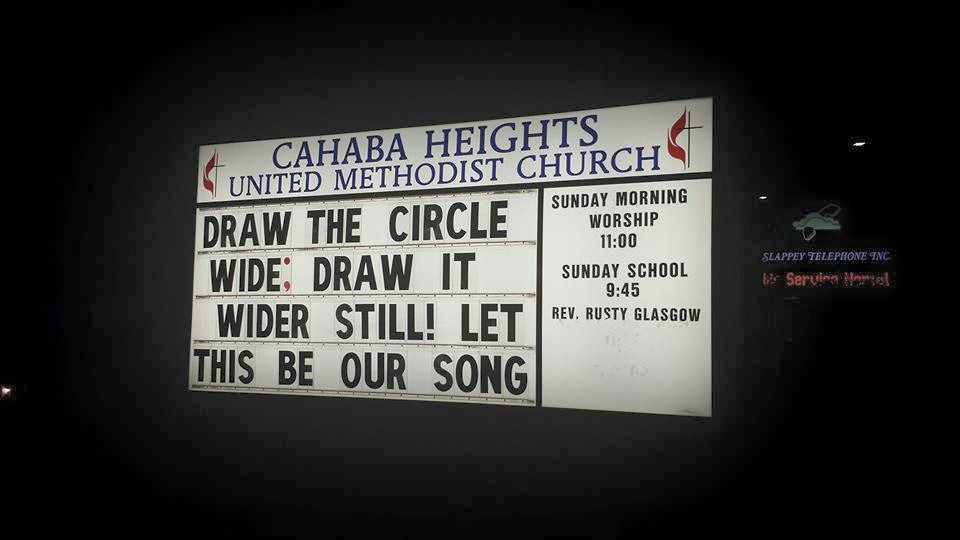 CAHABA HEIGHTS
UNITED METHODIST CHURCH
DRAW THE CIRCLE
WIDE; DRAW IT
WIDER STILL! LET
THIS BE OUR SONG
SUNDAY MORNING
WORSHIP
11:00
SUNDAY SCHOOL
9:45
REV. RUSTY GLASGOW
SLAPPEY TELEPHONE INC.
Service